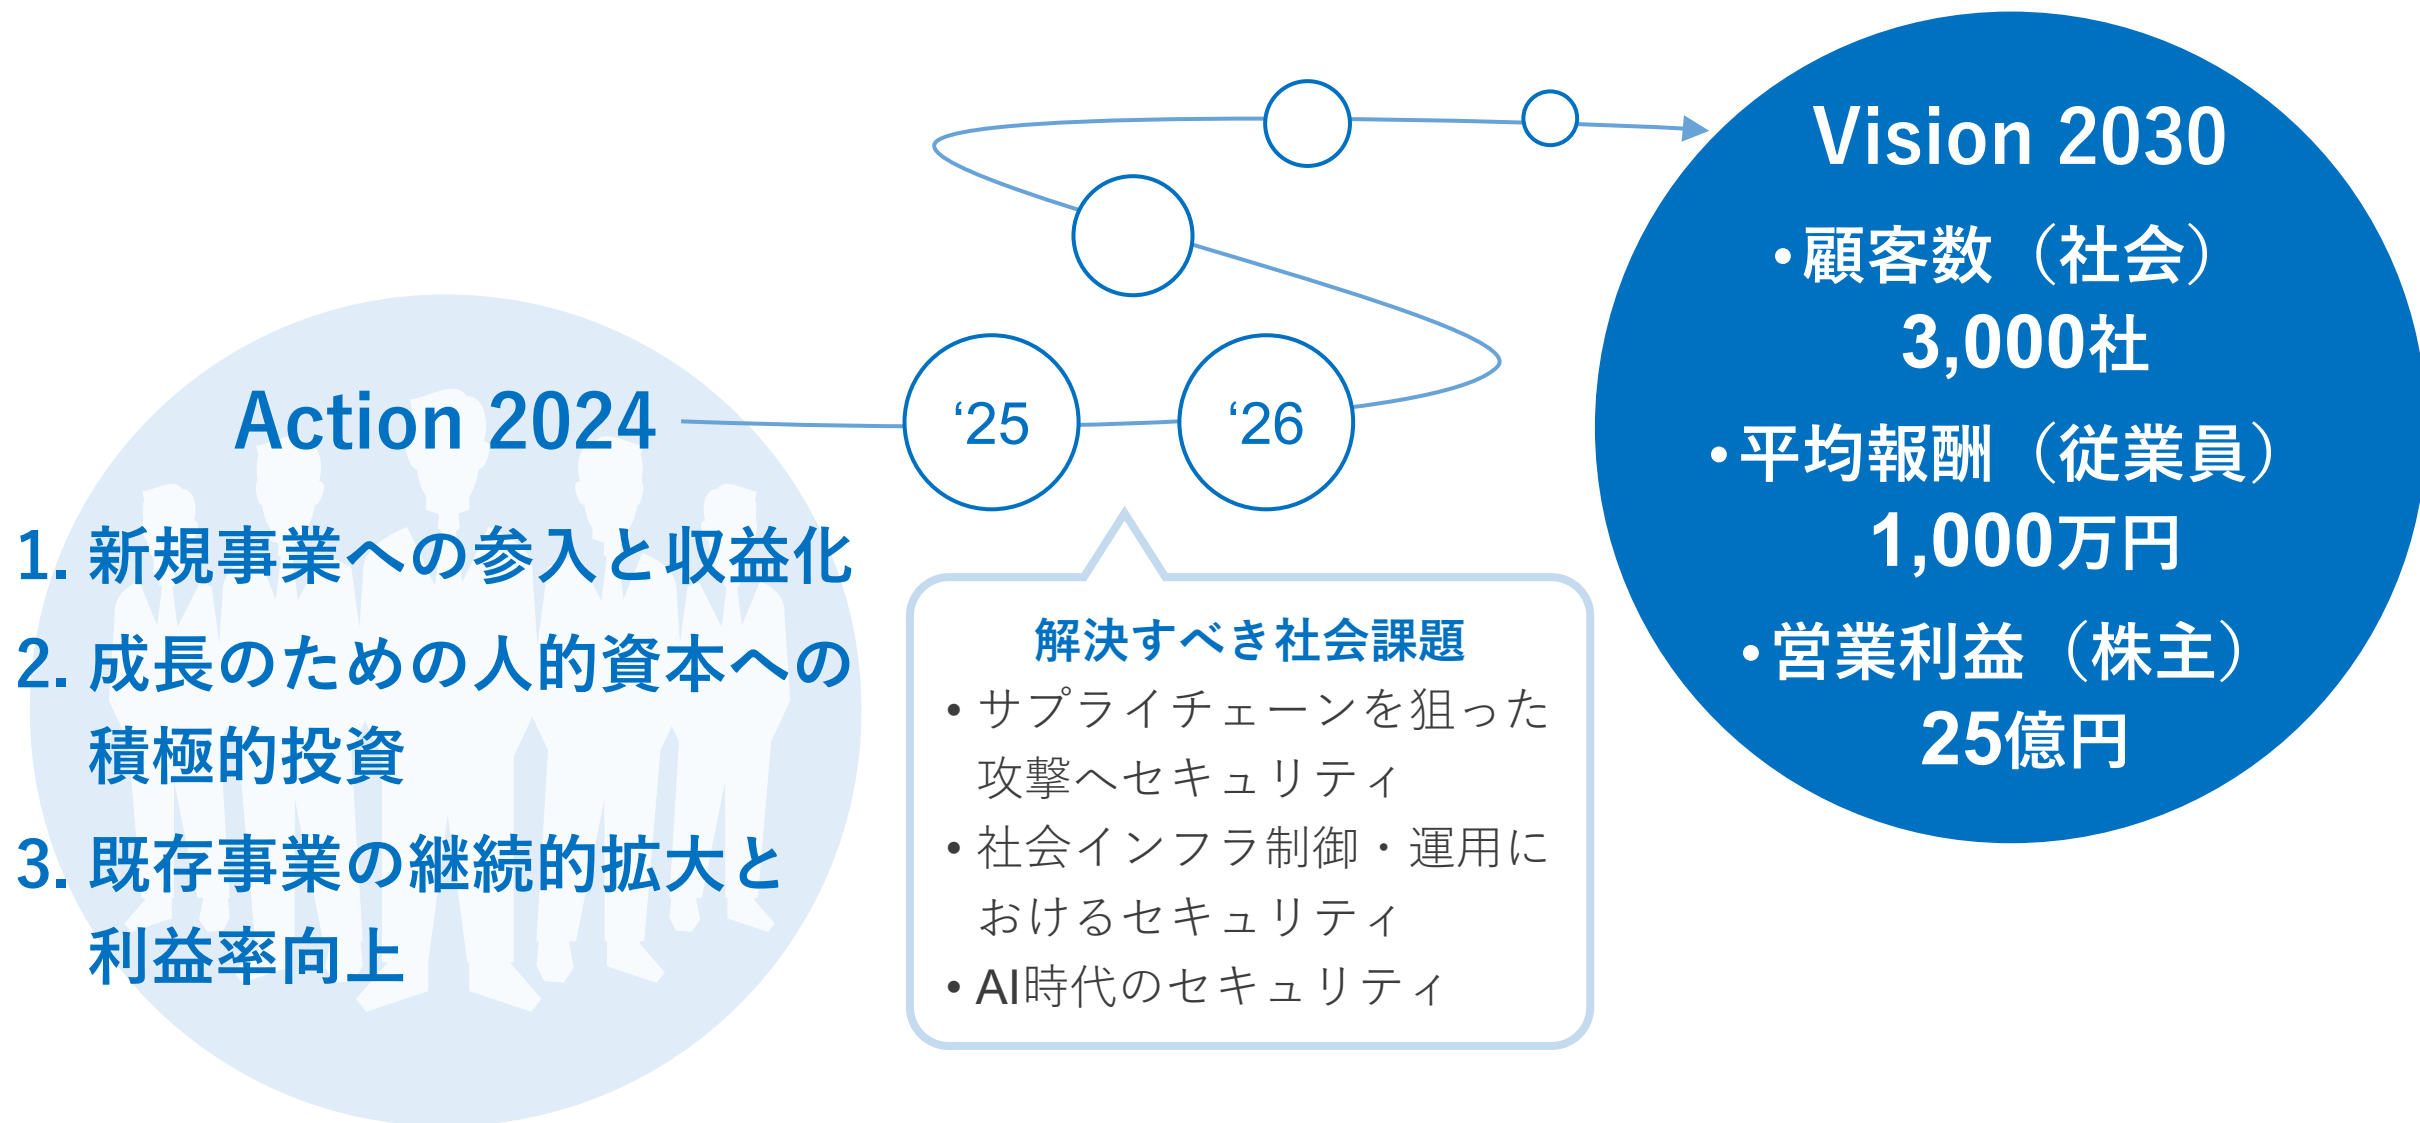 Action 2024
1. 新規事業への参入と収益化
2. 成長のための人的資本への
積極的投資
3. 既存事業の継続的拡大と
利益率向上
‘25
‘26
解決すべき社会課題
• サプライチェーンを狙った
攻撃へセキュリティ
• 社会インフラ制御・運用に
おけるセキュリティ
• AI時代のセキュリティ
Vision 2030
•顧客数（社会）
3,000社
•平均報酬（従業員）
1,000万円
•営業利益（株主）
25億円